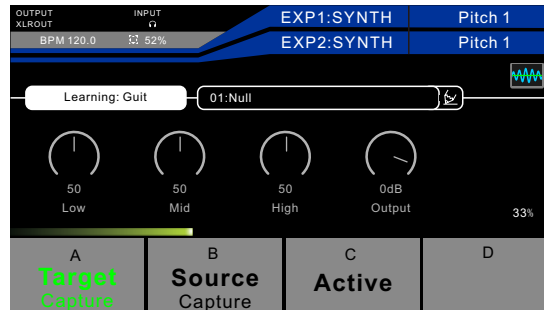 OUTPUT
XLROUT
INPUT
BPM 120.0
52%
EXP1:SYNTH
Pitch 1
EXP2:SYNTH
Pitch 1
Learning: Guit
01:Null
50
50
50
0dB
Low
Mid
High
Output
33%
A
B
C
D
Target
Source
Active
Capture
Capture